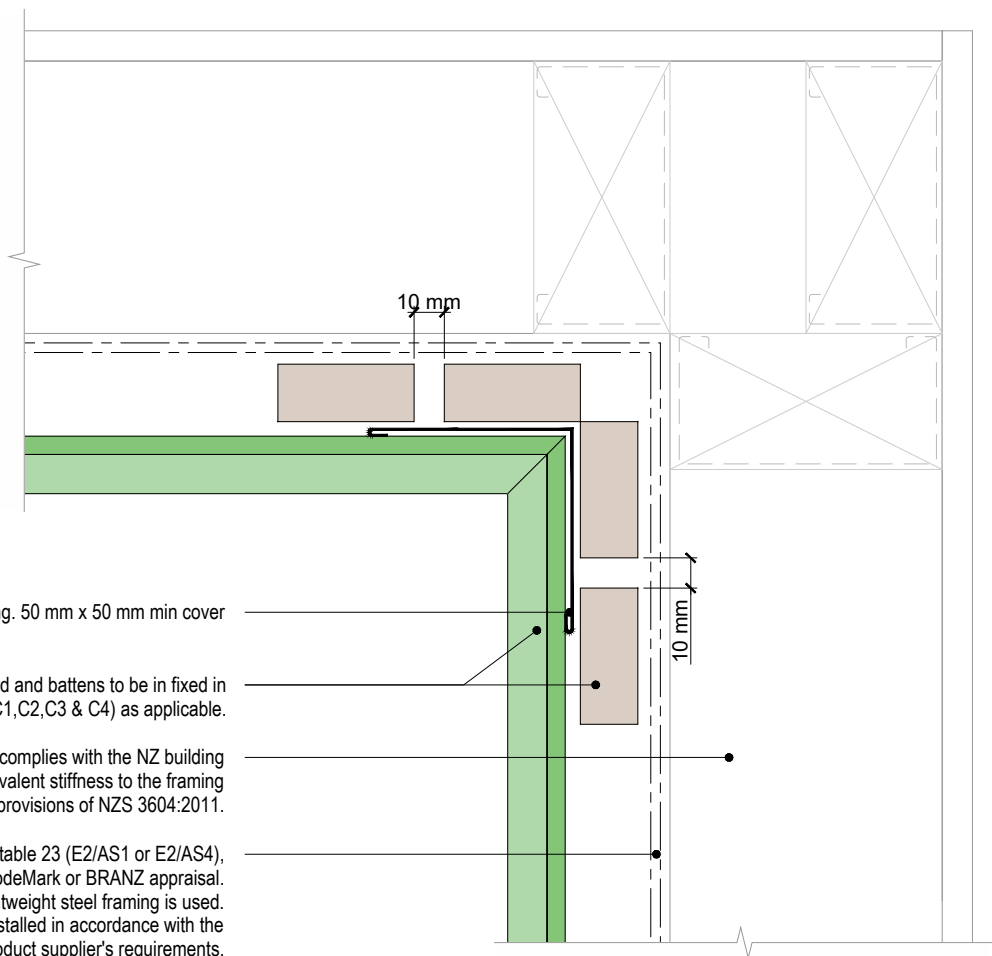 10 mm
10 mm
ng. 50 mm x 50 mm min cover
d and battens to be in fixed in
C1,C2,C3 & C4) as applicable.
complies with the NZ building
valent stiffness to the framing
provisions of NZS 3604:2011.
table 23 (E2/AS1 or E2/AS4),
odeMark or BRANZ appraisal.
ntweight steel framing is used.
stalled in accordance with the
oduct supplier's requirements.